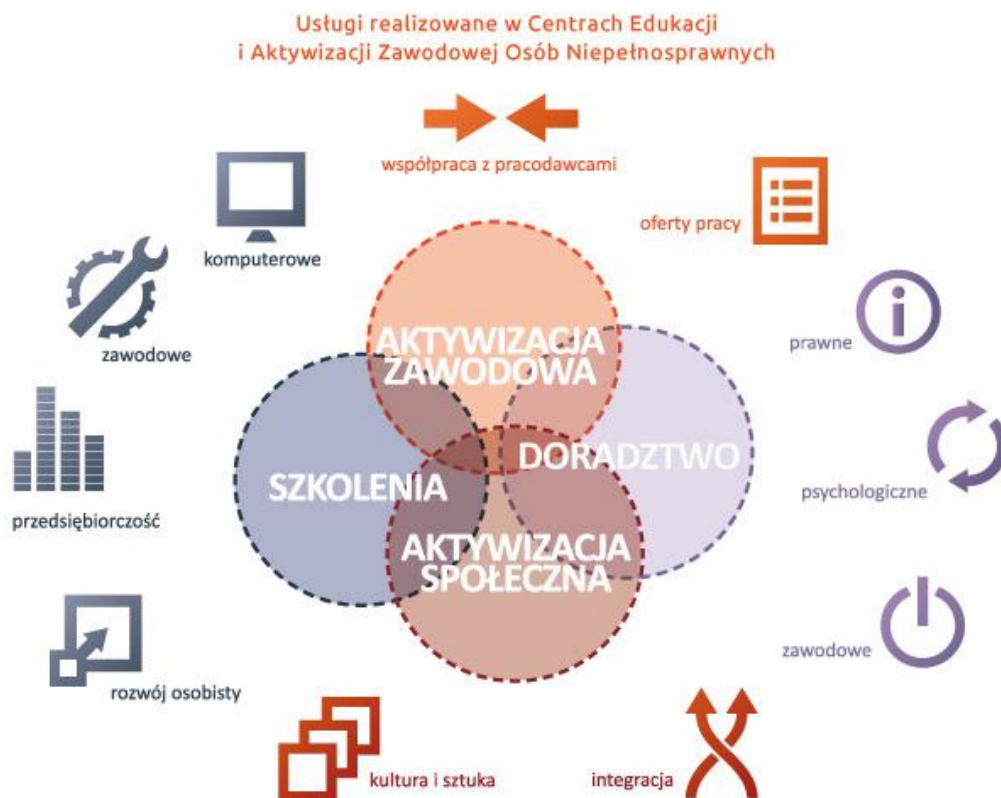 Usługi realizowane w Centrach Edukacji
i Aktywizacji Zawodowej Osób Niepełnosprawnych
współpraca z pracodawcami
oferty pracy
komputerowe
zawodowe
prawne
AKTYWIZACJA
ZAWODOWA
DORADZTWO
SZKOLENIA
psychologiczne
przedsiębiorczość
AKTYWIZACJA
SPOŁECZNA
zawodowe
rozwój osobisty
kultura i sztuka
integracja